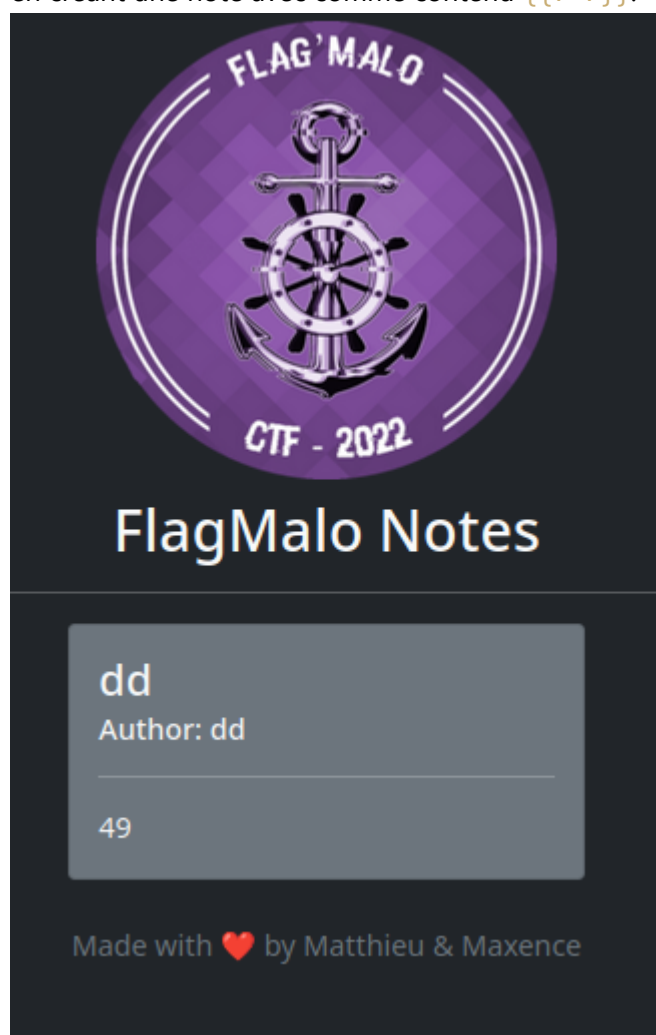 FLAG'MALO
CTF - 2022
FlagMalo Notes
dd
Author: dd
49
Made with ❤️ by Matthieu & Maxence